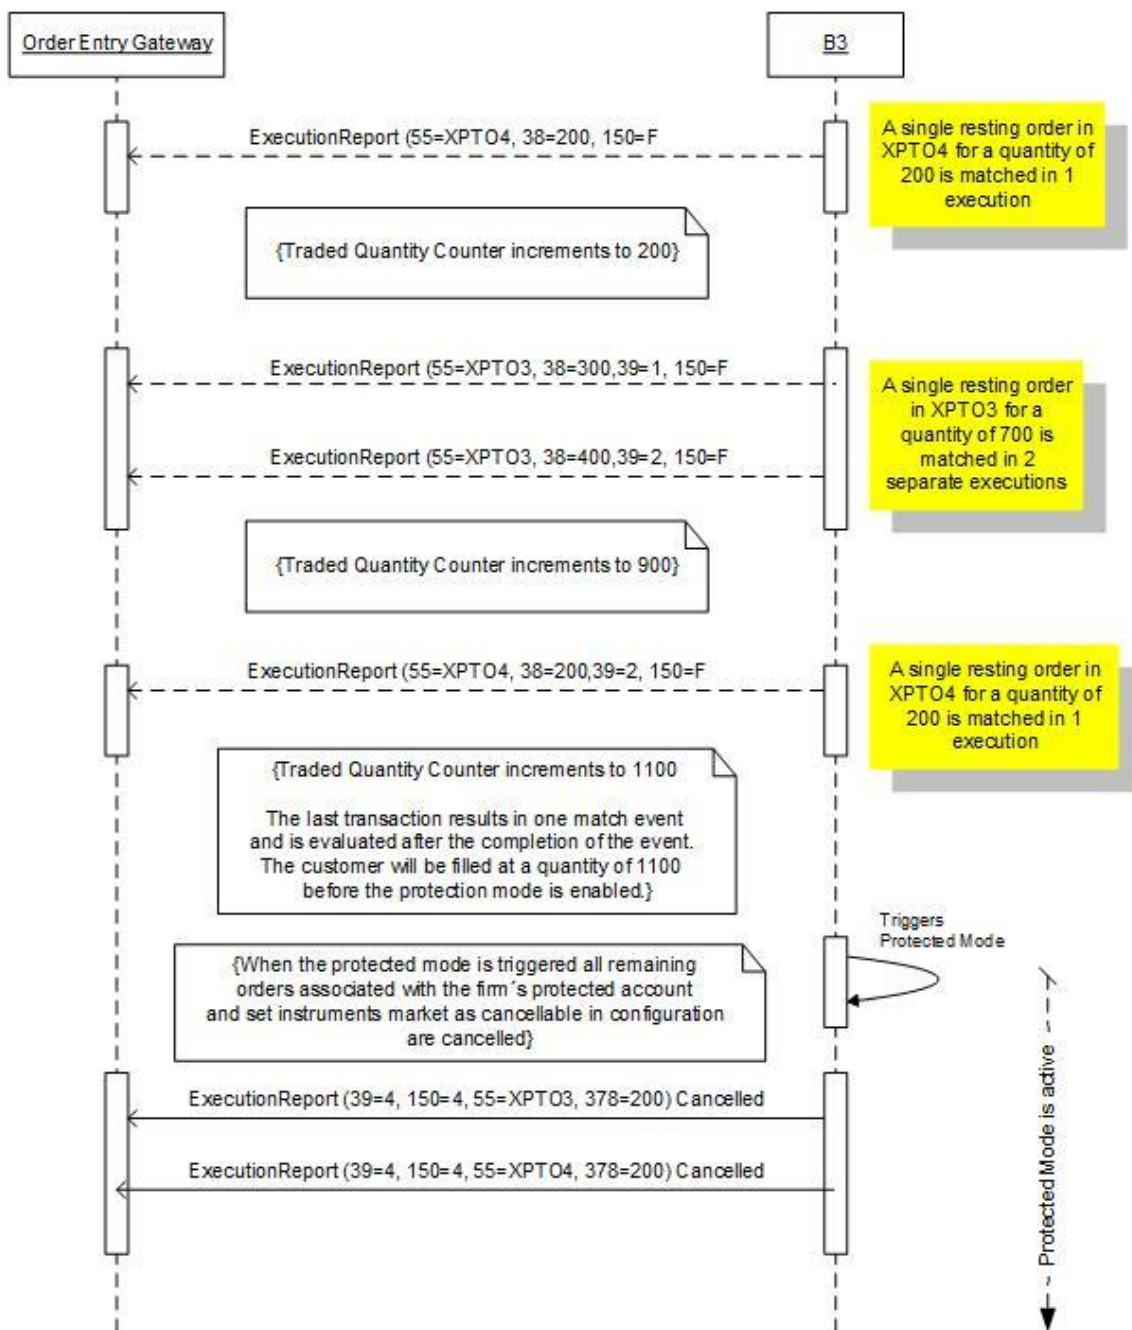 Order Entry Gateway
B3
ExecutionReport (55=XPTO4, 38=200, 150=F
A single resting order in
XPTO4 for a quantity of
200 is matched in 1
execution
{Traded Quantity Counter increments to 200}
ExecutionReport (55=XPTO3, 38=300,39=1, 150=F
A single resting order
in XPTO3 for a
quantity of 700 is
matched in 2
separate executions
ExecutionReport (55=XPTO3, 38=400,39=2, 150=F
{Traded Quantity Counter increments to 900}
ExecutionReport (55=XPTO4, 38=200,39=2, 150=F
A single resting order in
XPTO4 for a quantity of
200 is matched in 1
execution
{Traded Quantity Counter increments to 1100
The last transaction results in one match event
and is evaluated after the completion of the event.
The customer will be filled at a quantity of 1100
before the protection mode is enabled.}
Triggers
Protected Mode
{When the protected mode is triggered all remaining
orders associated with the firm´s protected account
and set instruments market as cancellable in configuration
are cancelled}
ExecutionReport (39=4, 150=4, 55=XPTO3, 378=200) Cancelled
ExecutionReport (39=4, 150=4, 55=XPTO4, 378=200) Cancelled
Protected Mode is active